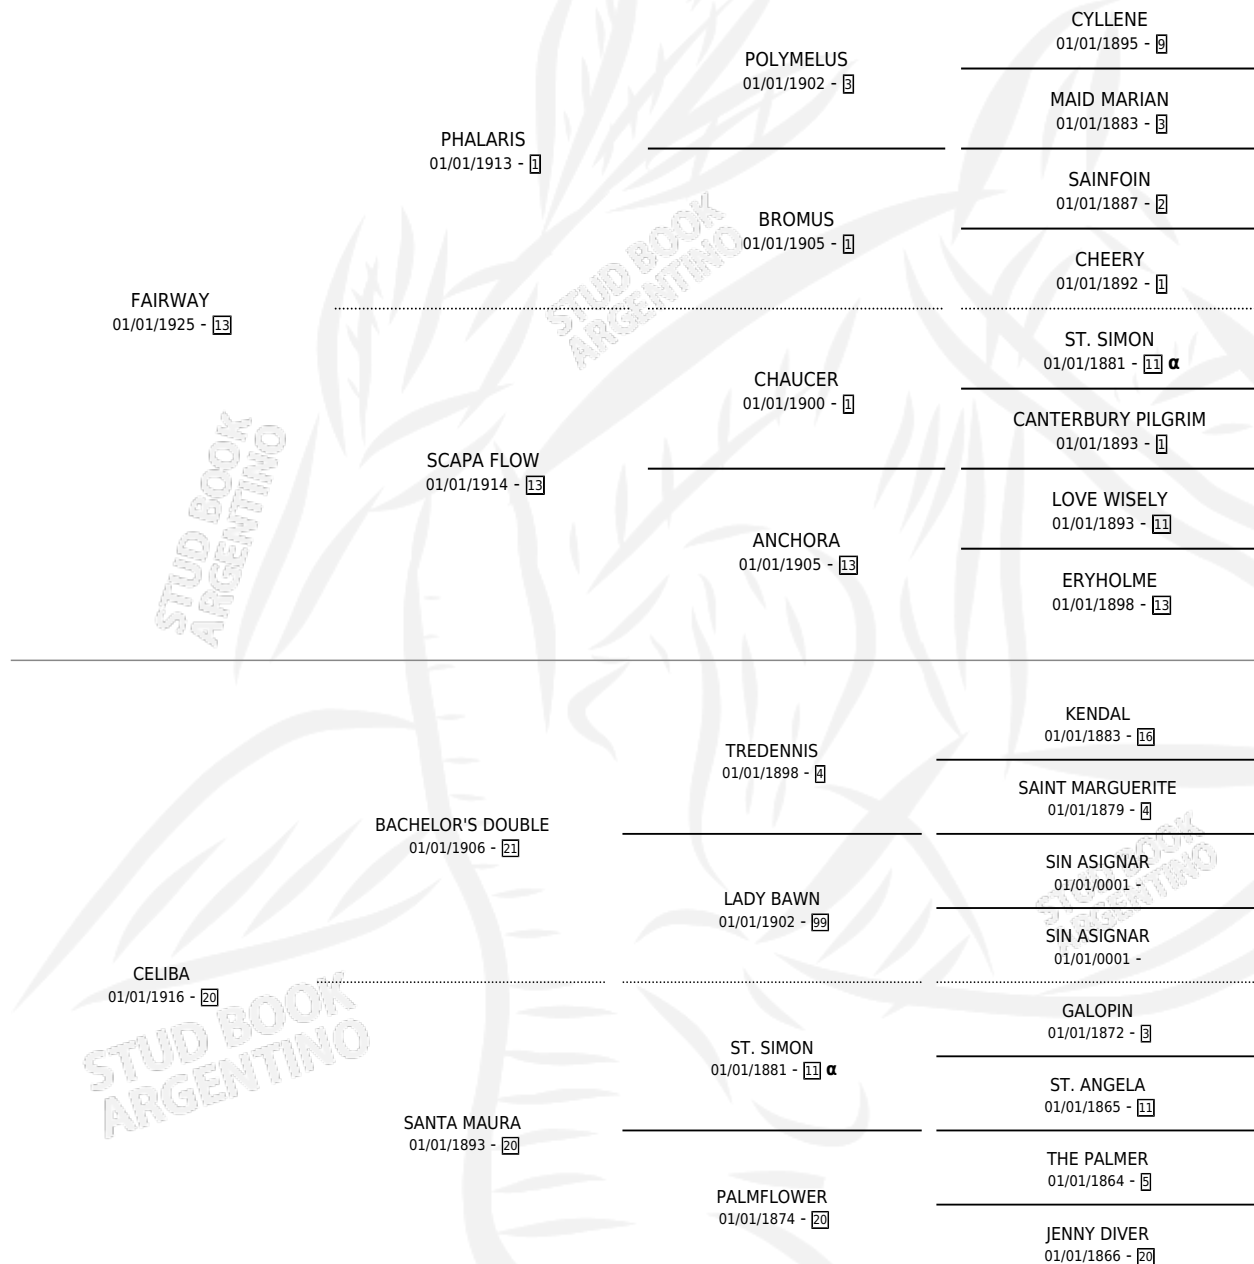 CYLLENE
01/01/1895 - 9
POLYMELUS
01/01/1902 - 3
MAID MARIAN
01/01/1883 - 3
PHALARIS
01/01/1913 - 1
SAINFOIN
01/01/1887 - 2
BROMUS
01/01/1905 - 1
CHEERY
01/01/1892 - 1
FAIRWAY
01/01/1925 - 13
ST. SIMON
01/01/1881 - 11 α
CHAUCER
01/01/1900 - 1
CANTERBURY PILGRIM
01/01/1893 - 1
SCAPA FLOW
01/01/1914 - 13
LOVE WISELY
01/01/1893 - 11
ANCHORA
01/01/1905 - 13
ERYHOLME
01/01/1898 - 13
KENDAL
01/01/1883 - 16
TREDENNIS
01/01/1898 - 4
SAINT MARGUERITE
01/01/1879 - 4
BACHELOR'S DOUBLE
01/01/1906 - 21
SIN ASIGNAR
01/01/0001 -
LADY BAWN
01/01/1902 - 99
SIN ASIGNAR
01/01/0001 -
CELIBA
01/01/1916 - 20
GALOPIN
01/01/1872 - 3
ST. SIMON
01/01/1881 - 11 α
ST. ANGELA
01/01/1865 - 11
SANTA MAURA
01/01/1893 - 20
THE PALMER
01/01/1864 - 5
PALMFLOWER
01/01/1874 - 20
JENNY DIVER
01/01/1866 - 20
STUD BOOK
ARGENTINO
STUD BOOK
ARGENTINO
STUD BOOK
ARGENTINO
STUD BOOK
ARGENTINO